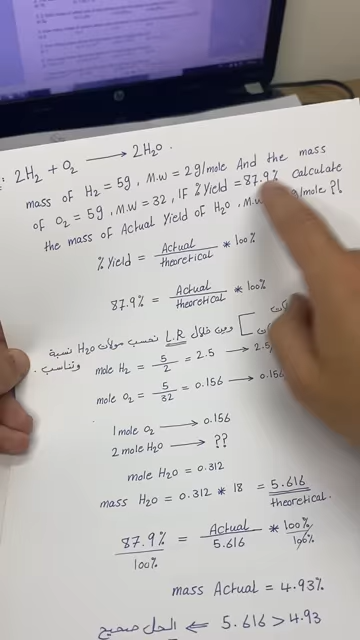 : 2H₂ + O₂ ⟶ 2H₂O .
mass of H₂ = 5g , M.W = 2 g/mole And the mass
of O₂ = 5g , M.W = 32 , IF % Yield = 87.9% Calculate
the mass of Actual Yield of H₂O , M.W g/mole ?!
% Yield = Actual / theoretical * 100%
87.9% = Actual / theoretical * 100%
من خلال L.R نحسب مولات H₂O نسبة
وتناسب .
mole H₂ = 5/2 = 2.5 ⟶ 2.5/
mole O₂ = 5/32 = 0.156 ⟶ 0.156
1 mole O₂ ⟶ 0.156
2 mole H₂O ⟶ ??
mole H₂O = 0.312
mass H₂O = 0.312 * 18 = 5.616
theoretical.
87.9% / 100% = Actual / 5.616 * 100% / 100%
mass Actual = 4.93%
الحل صحيح ⇐ 5.616 > 4.93